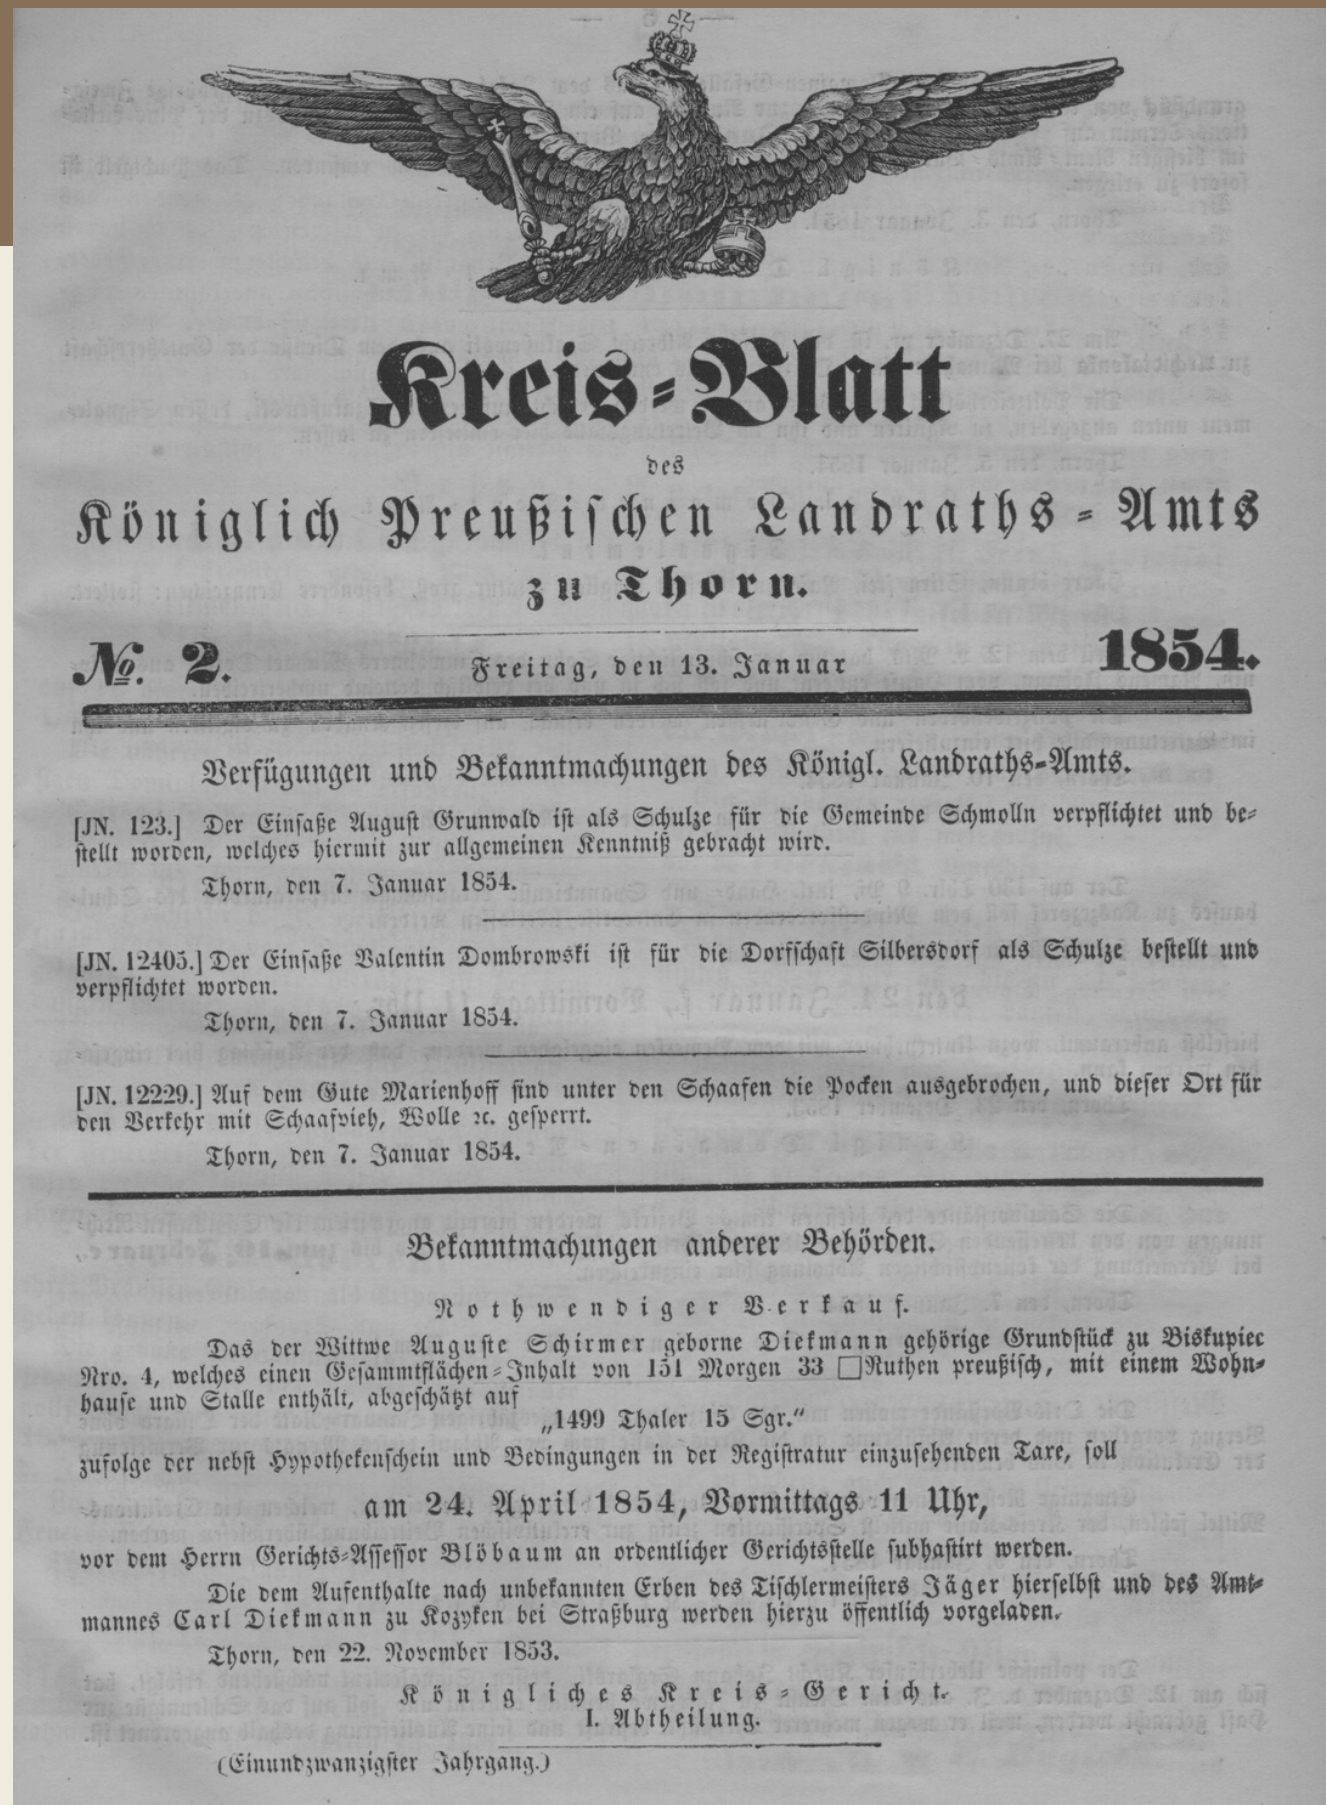 Kreis-Blatt
des
Königlich Preußischen Landraths-Amts
zu Thorn.
No. 2. Freitag, den 13. Januar 1854.
Verfügungen und Bekanntmachungen des Königl. Landraths-Amts.
[JN. 123.] Der Einsaße August Grunwald ist als Schulze für die Gemeinde Schmolln verpflichtet und be-
stellt worden, welches hiermit zur allgemeinen Kenntniß gebracht wird.
Thorn, den 7. Januar 1854.
[JN. 12405.] Der Einsaße Valentin Dombrowski ist für die Dorfschaft Silbersdorf als Schulze bestellt und
verpflichtet worden.
Thorn, den 7. Januar 1854.
[JN. 12229.] Auf dem Gute Marienhoff sind unter den Schaafen die Pocken ausgebrochen, und dieser Ort für
den Verkehr mit Schaafvieh, Wolle ꝛc. gesperrt.
Thorn, den 7. Januar 1854.
Bekanntmachungen anderer Behörden.
Nothwendiger Verkauf.
Das der Wittwe Auguste Schirmer geborne Diekmann gehörige Grundstück zu Biskupiec
Nro. 4, welches einen Gesammtflächen-Inhalt von 151 Morgen 33 □Ruthen preußisch, mit einem Wohn-
hause und Stalle enthält, abgeschätzt auf
„1499 Thaler 15 Sgr.“
zufolge der nebst Hypothekenschein und Bedingungen in der Registratur einzusehenden Taxe, soll
am 24. April 1854, Vormittags 11 Uhr,
vor dem Herrn Gerichts-Assessor Blöbaum an ordentlicher Gerichtsstelle subhastirt werden.
Die dem Aufenthalte nach unbekannten Erben des Tischlermeisters Jäger hierselbst und des Amt-
mannes Carl Diekmann zu Kozyken bei Straßburg werden hierzu öffentlich vorgeladen.
Thorn, den 22. November 1853.
Königliches Kreis-Gericht.
I. Abtheilung.
(Einundzwanzigster Jahrgang.)